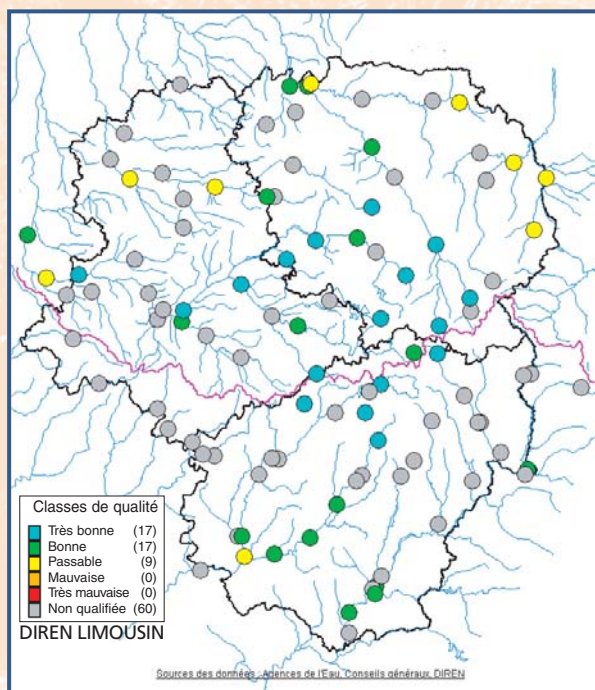 Classes de qualité
Très bonne (17)
Bonne (17)
Passable (9)
Mauvaise (0)
Très mauvaise (0)
Non qualifiée (60)
DIREN LIMOUSIN
Sources des données : Agences de l'Eau, Conseils généraux, DIREN